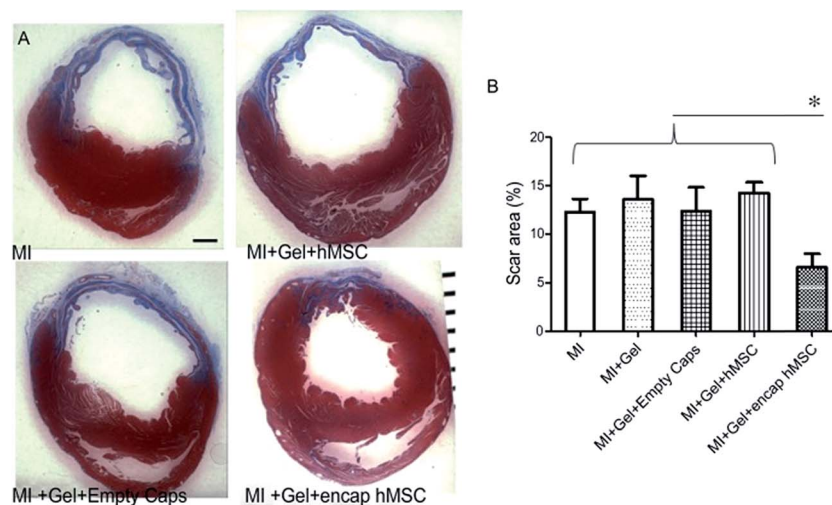 A
MI
MI+Gel+hMSC
MI +Gel+Empty Caps
MI +Gel+encap hMSC
B
*
20
15
10
5
0
Scar area (%)
MI
MI+Gel
MI+Gel+Empty Caps
MI+Gel+hMSC
MI+Gel+encap hMSC